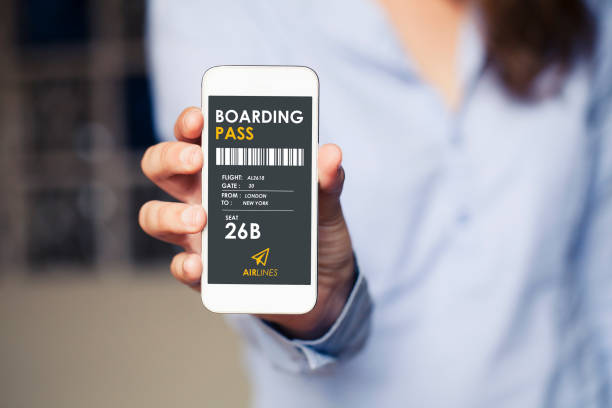 BOARDING
PASS
FLIGHT: AL2618
GATE : 20
FROM : LONDON
TO : NEW YORK
SEAT
26B
AIRLINES